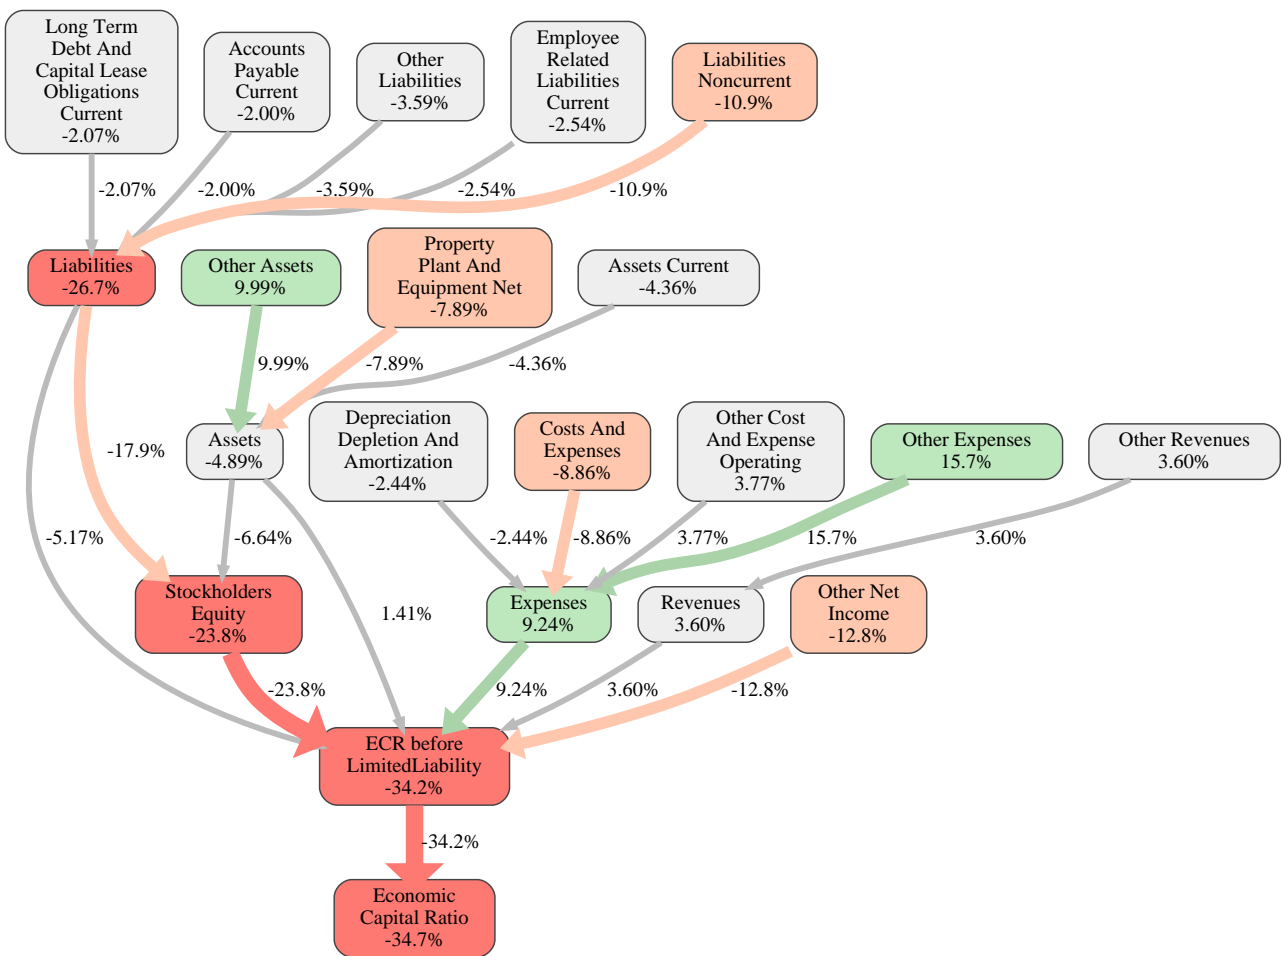 Long Term
Debt And
Capital Lease
Obligations
Current
-2.07%
Accounts
Payable
Current
-2.00%
Other
Liabilities
-3.59%
Employee
Related
Liabilities
Current
-2.54%
Liabilities
Noncurrent
-10.9%
-2.07%
-2.00%
-3.59%
-2.54%
-10.9%
Liabilities
-26.7%
Other Assets
9.99%
Property
Plant And
Equipment Net
-7.89%
Assets Current
-4.36%
9.99%
-7.89%
-4.36%
-17.9%
Assets
-4.89%
Depreciation
Depletion And
Amortization
-2.44%
Costs And
Expenses
-8.86%
Other Cost
And Expense
Operating
3.77%
Other Expenses
15.7%
Other Revenues
3.60%
-5.17%
-6.64%
-2.44%
-8.86%
3.77%
15.7%
3.60%
Stockholders
Equity
-23.8%
1.41%
Expenses
9.24%
Revenues
3.60%
Other Net
Income
-12.8%
-23.8%
9.24%
3.60%
-12.8%
ECR before
LimitedLiability
-34.2%
-34.2%
Economic
Capital Ratio
-34.7%